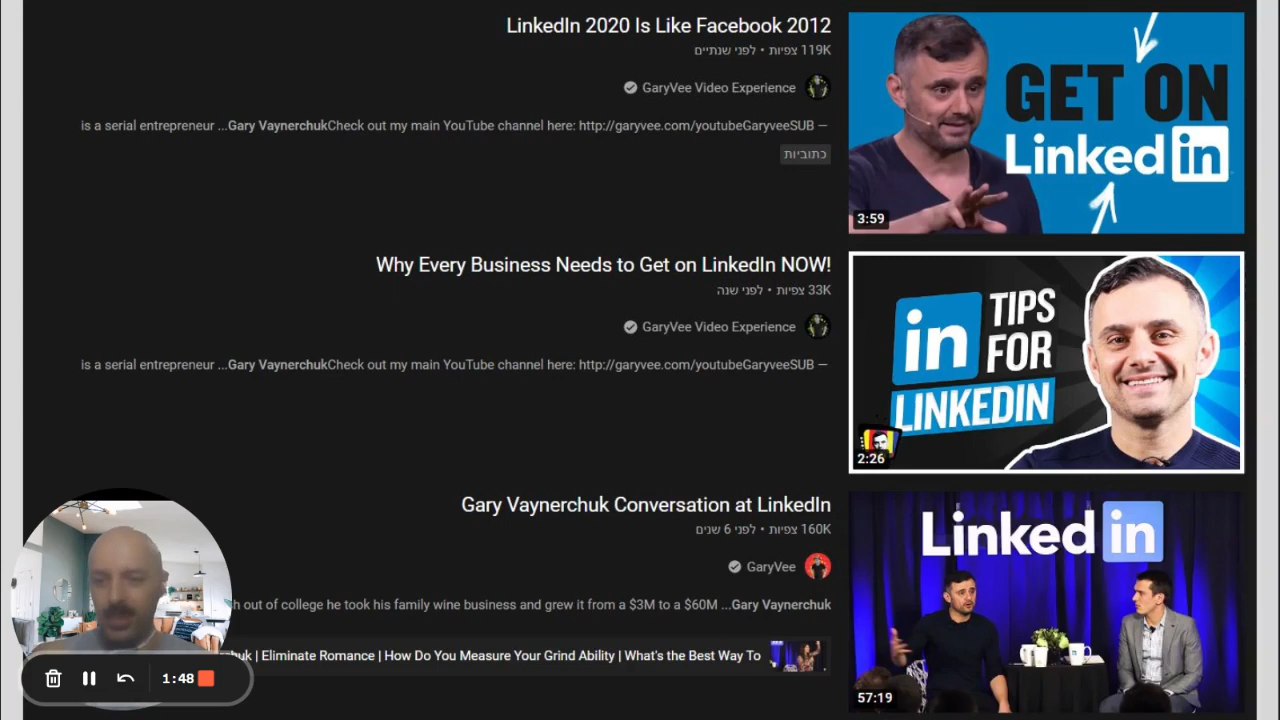 LinkedIn 2020 Is Like Facebook 2012
119K צפיות • לפני שנתיים
GaryVee Video Experience
is a serial entrepreneur ...Gary VaynerchukCheck out my main YouTube channel here: http://garyvee.com/youtubeGaryveeSUB —
כתוביות
GET ON
Linked in
3:59
Why Every Business Needs to Get on LinkedIn NOW!
33K צפיות • לפני שנה
GaryVee Video Experience
is a serial entrepreneur ...Gary VaynerchukCheck out my main YouTube channel here: http://garyvee.com/youtubeGaryveeSUB —
in TIPS
FOR
LINKEDIN
2:26
Gary Vaynerchuk Conversation at LinkedIn
160K צפיות • לפני 6 שנים
GaryVee
h out of college he took his family wine business and grew it from a $3M to a $60M ...Gary Vaynerchuk
| Eliminate Romance | How Do You Measure Your Grind Ability | What's the Best Way To
Linked in
57:19
1:48